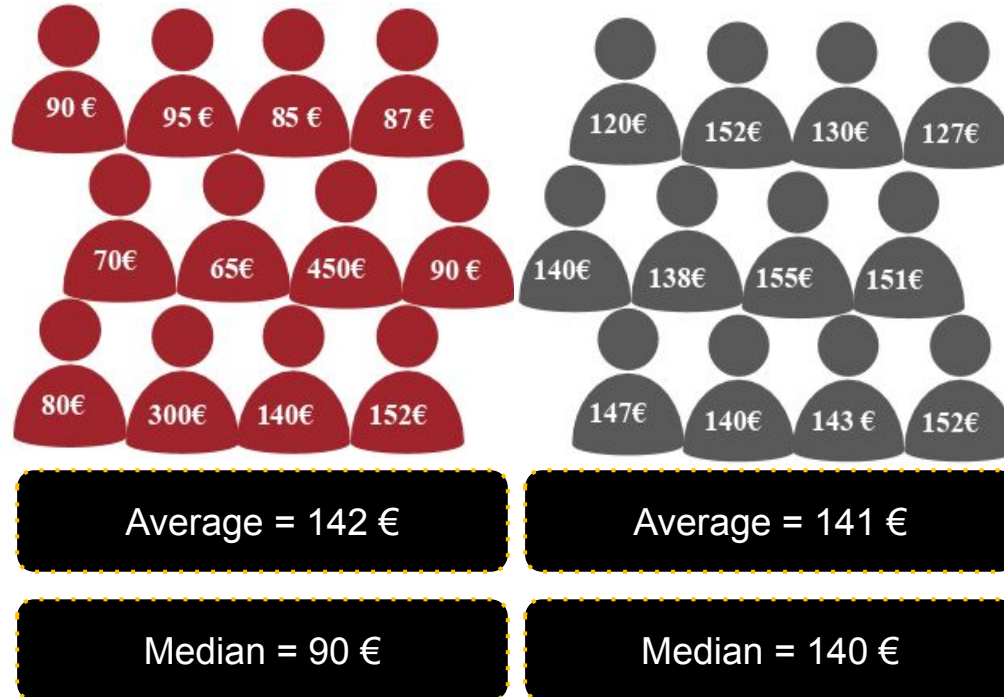 90 € 95 € 85 € 87 €
70€ 65€ 450€ 90 €
80€ 300€ 140€ 152€
120€ 152€ 130€ 127€
140€ 138€ 155€ 151€
147€ 140€ 143 € 152€
Average = 142 €
Average = 141 €
Median = 90 €
Median = 140 €